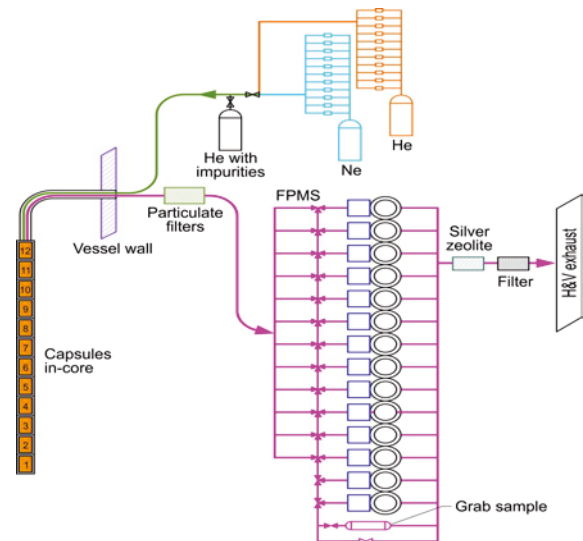 He with
impurities
Ne
He
Vessel wall
Particulate
filters
FPMS
Silver
zeolite
Filter
H&V exhaust
12
11
10
9
8
7
6
5
4
3
2
1
Capsules
in-core
Grab sample